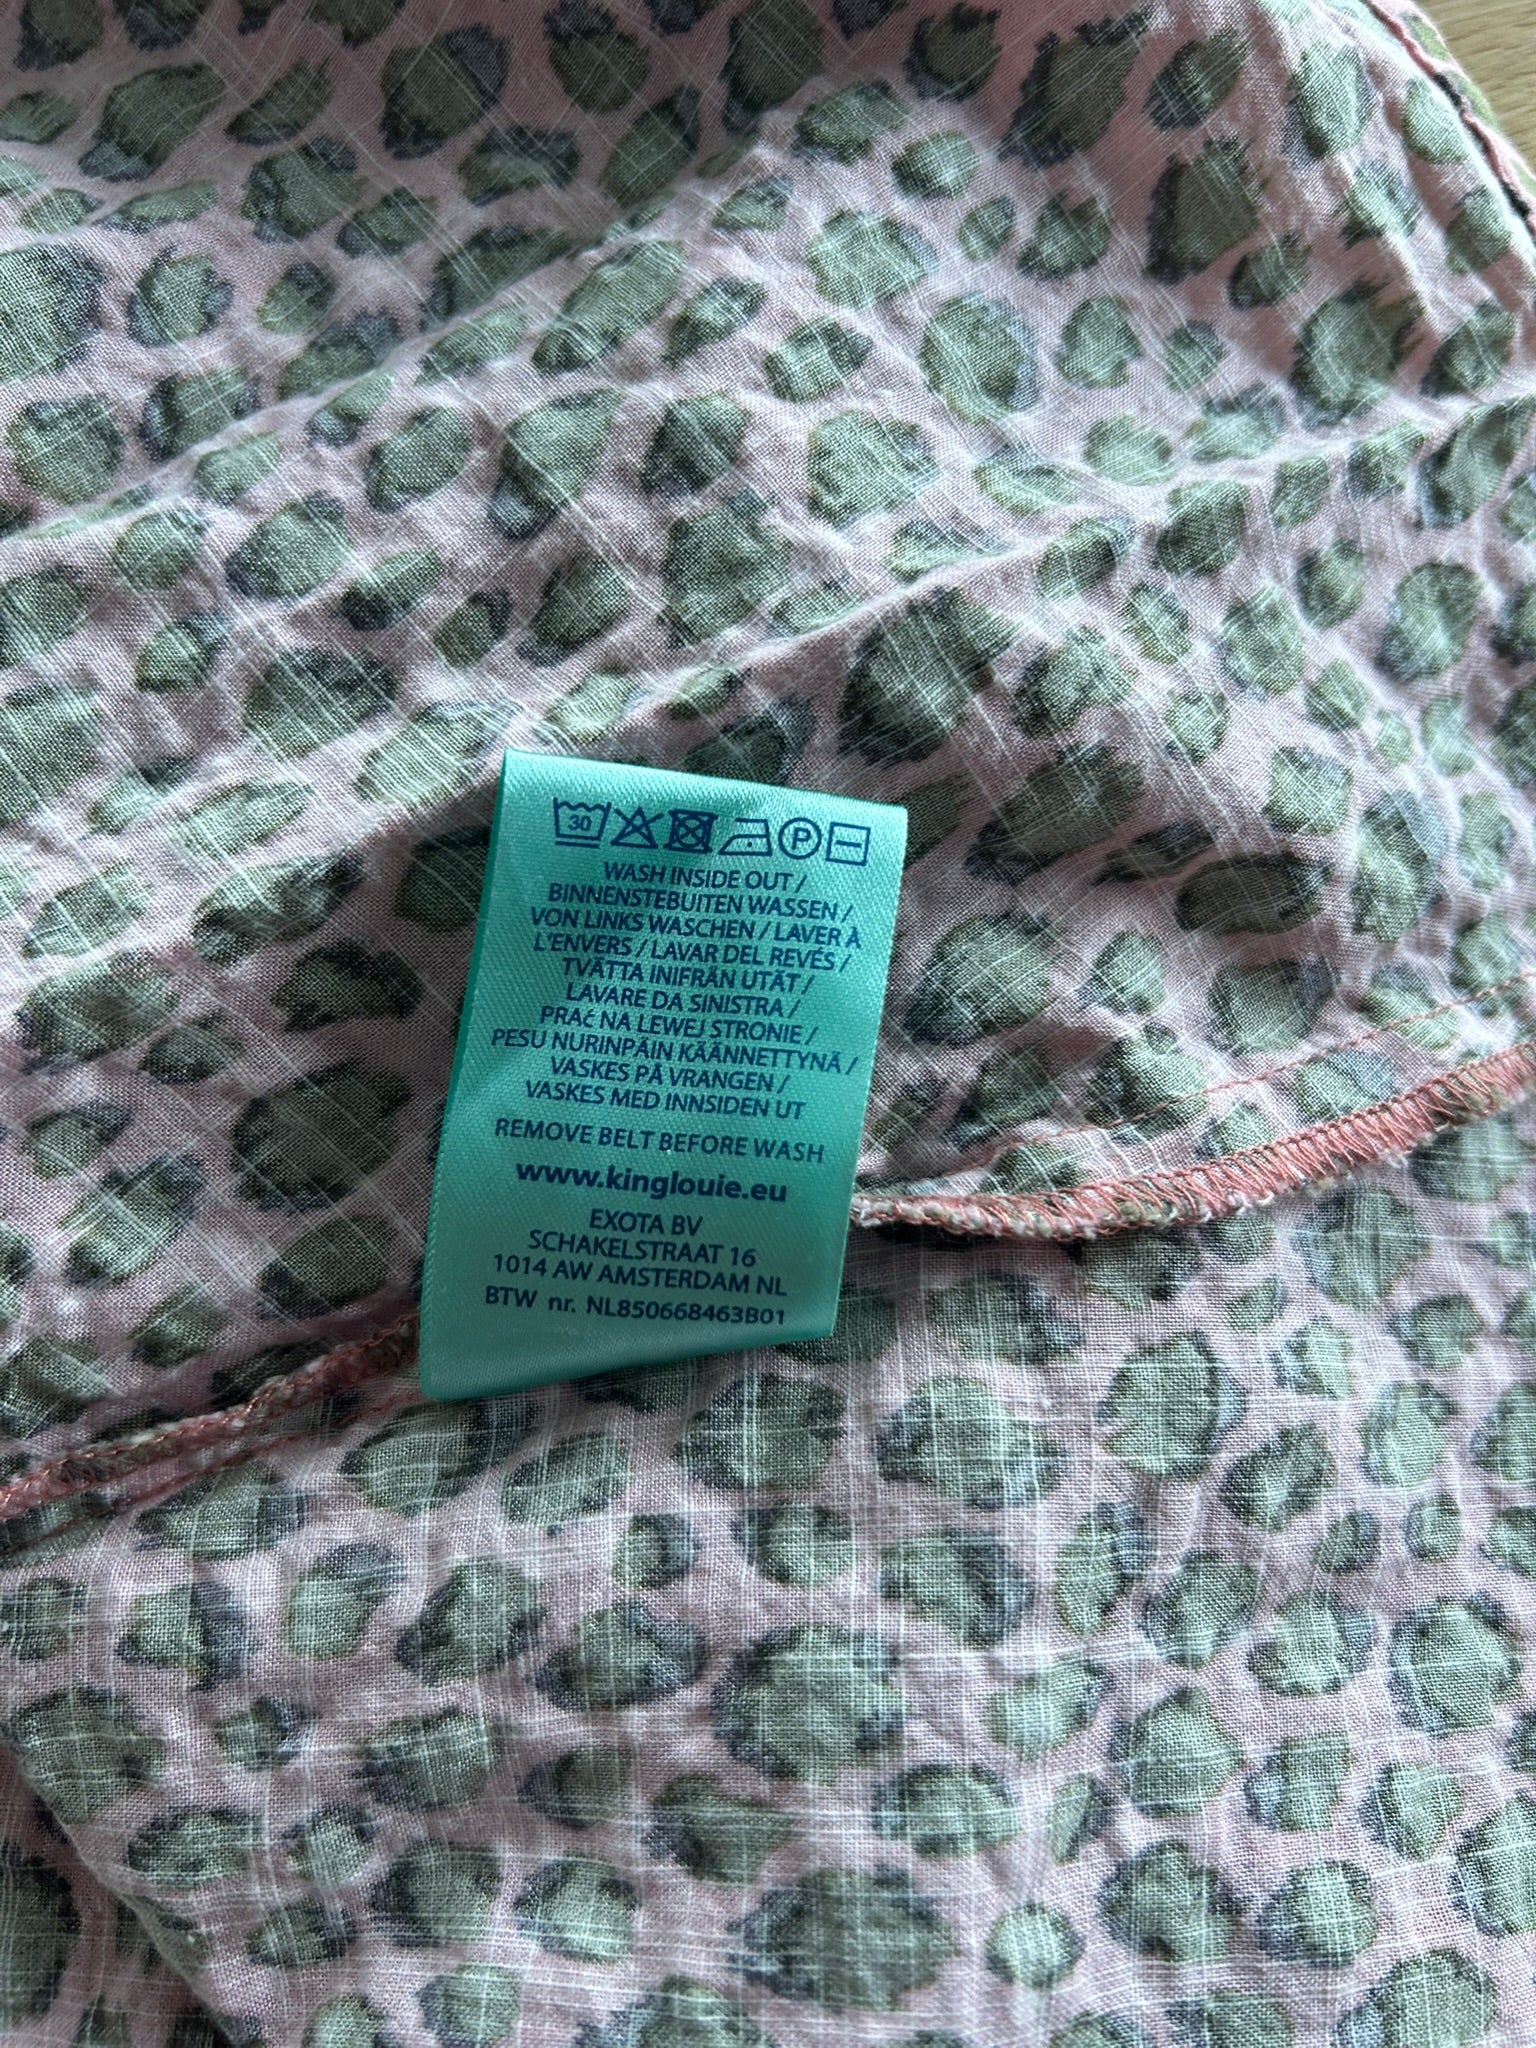 30 P
WASH INSIDE OUT /
BINNENSTEBUITEN WASSEN /
VON LINKS WASCHEN / LAVER À
L'ENVERS / LAVAR DEL REVÉS /
TVÄTTA INIFRÅN UTÅT /
LAVARE DA SINISTRA /
PRAć NA LEWEJ STRONIE /
PESU NURINPÄIN KÄÄNNETTYNÄ /
VASKES PÅ VRANGEN /
VASKES MED INNSIDEN UT
REMOVE BELT BEFORE WASH
www.kinglouie.eu
EXOTA BV
SCHAKELSTRAAT 16
1014 AW AMSTERDAM NL
BTW nr. NL850668463B01